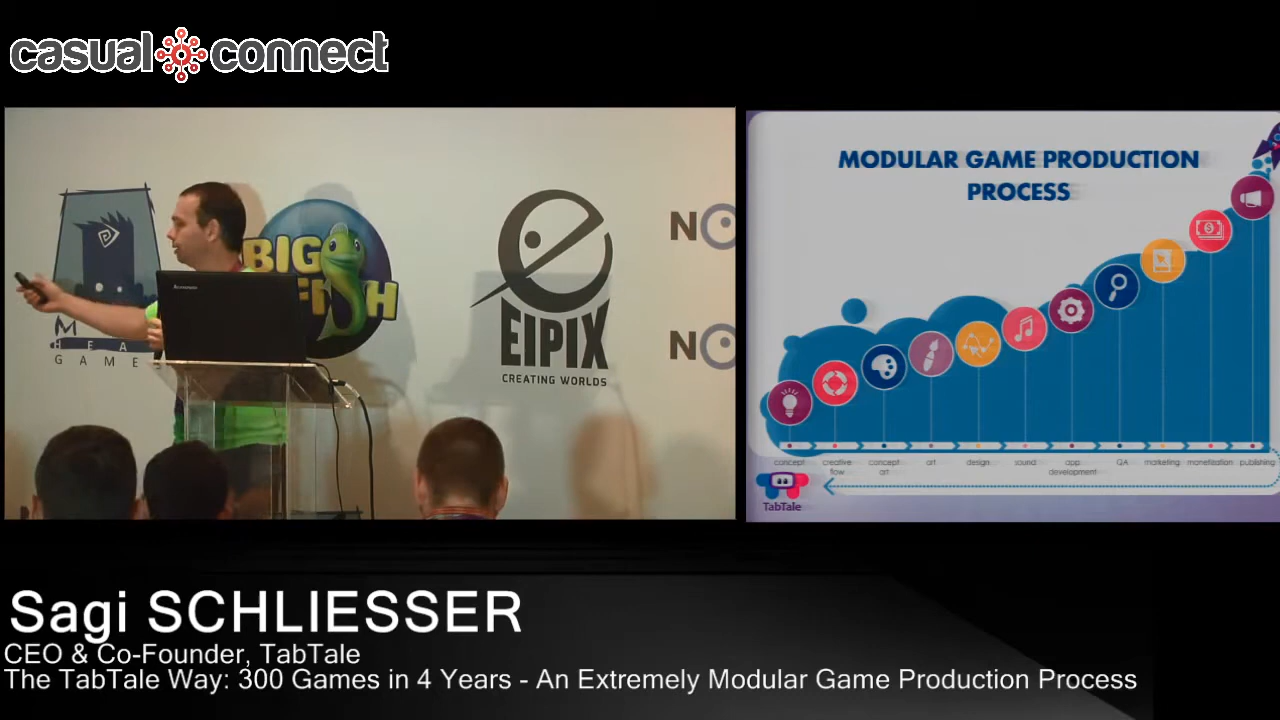 casual connect
BIG
FISH
EIPIX
CREATING WORLDS
GAMES
Lenovo
MODULAR GAME PRODUCTION
PROCESS
concept creative flow concept art art design sound app development QA marketing monetization publishing
TabTale
Sagi SCHLIESSER
CEO & Co-Founder, TabTale
The TabTale Way: 300 Games in 4 Years - An Extremely Modular Game Production Process